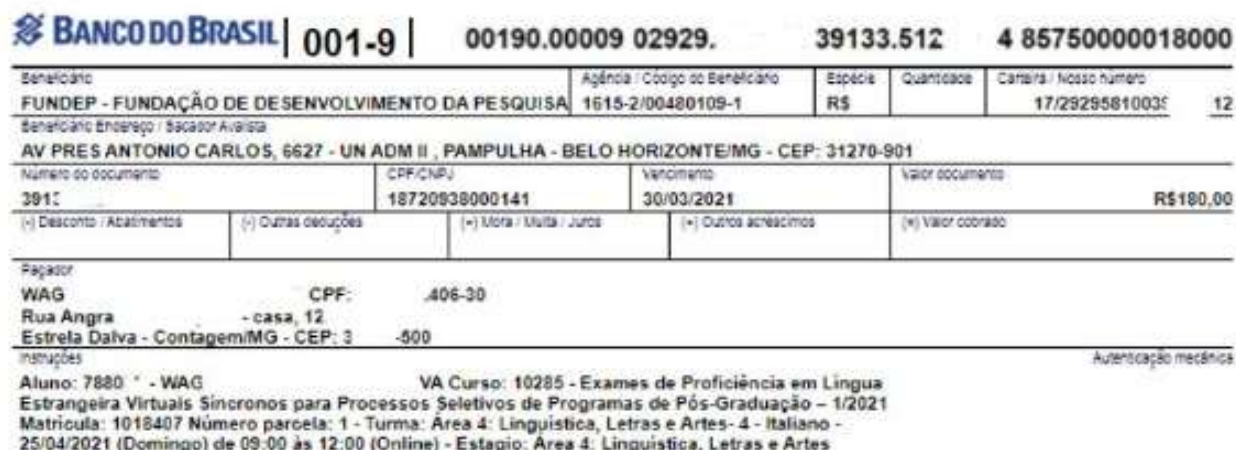 BANCO DO BRASIL 001-9 00190.00009 02929. 39133.512 4 85750000018000
Beneficiário Agência / Código do Beneficiário Espécie Quantidade Carteira / Nosso número
FUNDEP - FUNDAÇÃO DE DESENVOLVIMENTO DA PESQUISA 1615-2/00480109-1 R$ 17/2929581003 12
Beneficiário Endereço / Sacador Avalista
AV PRES ANTONIO CARLOS, 6627 - UN ADM II , PAMPULHA - BELO HORIZONTE/MG - CEP: 31270-901
Número do documento CPF/CNPJ Vencimento Valor documento
391 18720938000141 30/03/2021 R$180,00
(-) Desconto / Abatimentos (-) Outras deduções (+) Mora / Multa / Juros (+) Outros acréscimos (=) Valor cobrado
Pagador
WAG CPF: .406-30
Rua Angra - casa, 12
Estrela Dalva - Contagem/MG - CEP: 3 -500
Instruções Autenticação mecânica
Aluno: 7880 - WAG VA Curso: 10285 - Exames de Proficiência em Língua
Estrangeira Virtuais Síncronos para Processos Seletivos de Programas de Pós-Graduação – 1/2021
Matricula: 1018407 Número parcela: 1 - Turma: Área 4: Linguística, Letras e Artes- 4 - Italiano -
25/04/2021 (Domingo) de 09:00 às 12:00 (Online) - Estagio: Área 4: Linguística, Letras e Artes